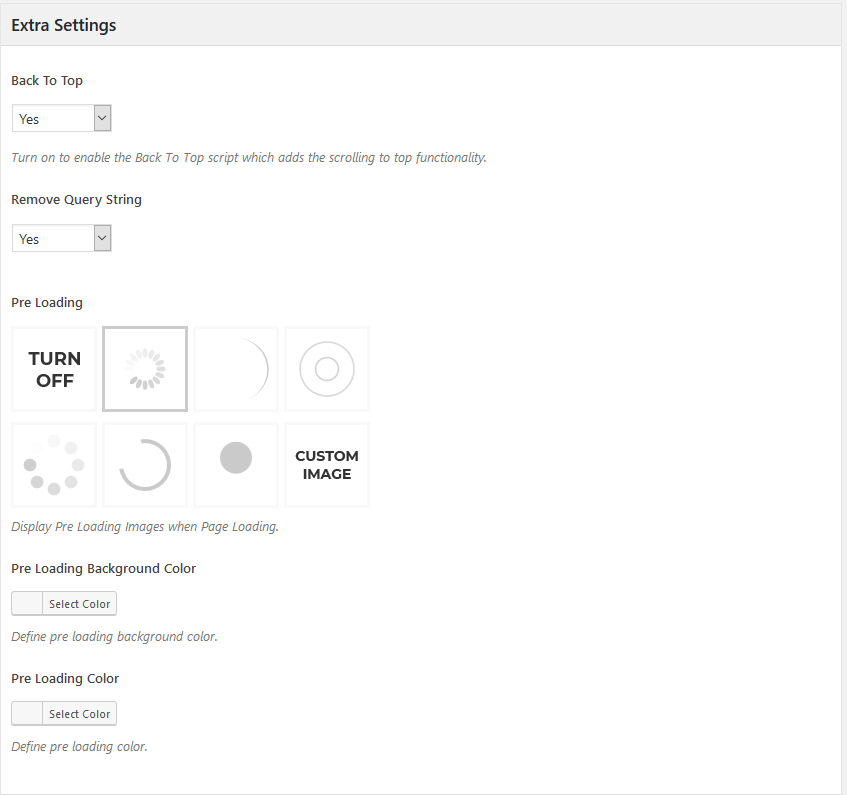 Extra Settings
Back To Top
Yes
Turn on to enable the Back To Top script which adds the scrolling to top functionality.
Remove Query String
Yes
Pre Loading
TURN
OFF
CUSTOM
IMAGE
Display Pre Loading Images when Page Loading.
Pre Loading Background Color
Select Color
Define pre loading background color.
Pre Loading Color
Select Color
Define pre loading color.